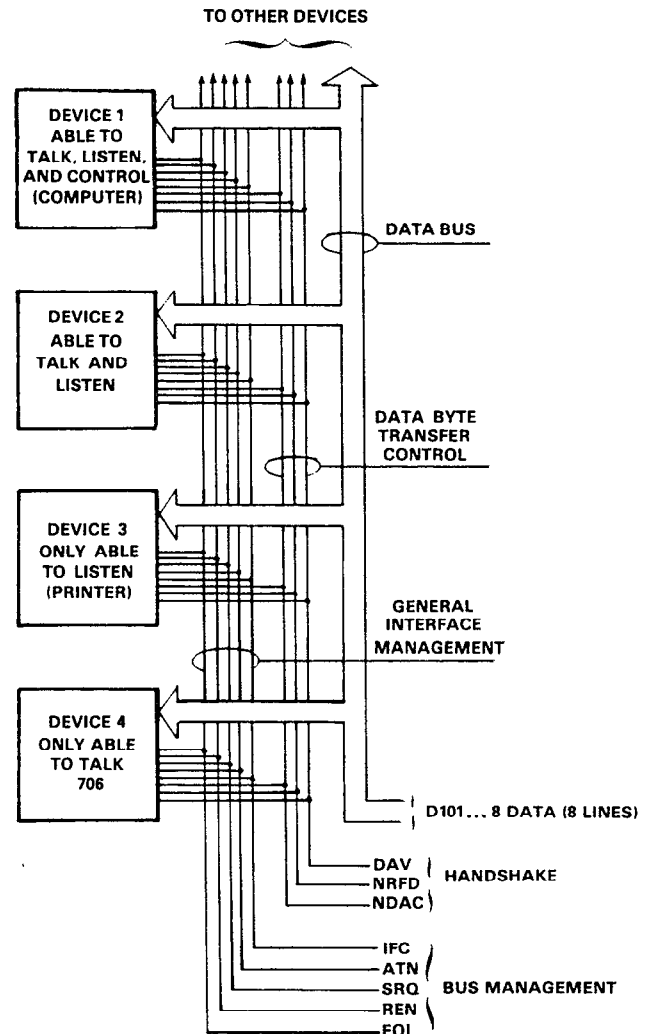 TO OTHER DEVICES
DEVICE 1
ABLE TO
TALK, LISTEN,
AND CONTROL
(COMPUTER)
DATA BUS
DEVICE 2
ABLE TO
TALK AND
LISTEN
DATA BYTE
TRANSFER
CONTROL
DEVICE 3
ONLY ABLE
TO LISTEN
(PRINTER)
GENERAL
INTERFACE
MANAGEMENT
DEVICE 4
ONLY ABLE
TO TALK
706
D101...8 DATA (8 LINES)
DAV
NRFD
NDAC
HANDSHAKE
IFC
ATN
SRQ
REN
EOI
BUS MANAGEMENT